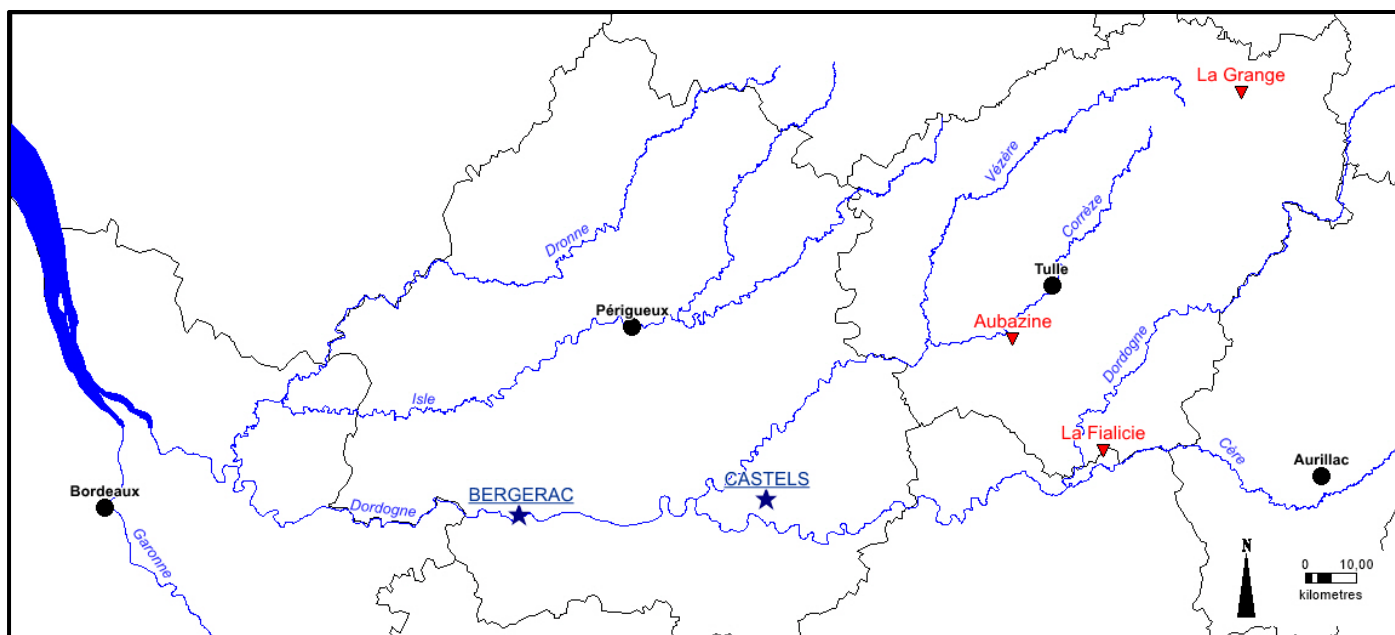 La Grange
Vézère
Corrèze
Dronne
Tulle
Périgueux
Aubazine
Dordogne
Isle
La Fialicie
Cère
Aurillac
CASTELS
BERGERAC
Bordeaux
Dordogne
Garonne
N
0 10,00
kilometres